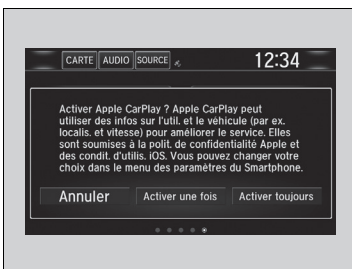 CARTE AUDIO SOURCE 12:34
Activer Apple CarPlay ? Apple CarPlay peut
utiliser des infos sur l'util. et le véhicule (par ex.
localis. et vitesse) pour améliorer le service. Elles
sont soumises à la polit. de confidentialité Apple et
des condit. d'utilis. iOS. Vous pouvez changer votre
choix dans le menu des paramètres du Smartphone.
Annuler Activer une fois Activer toujours